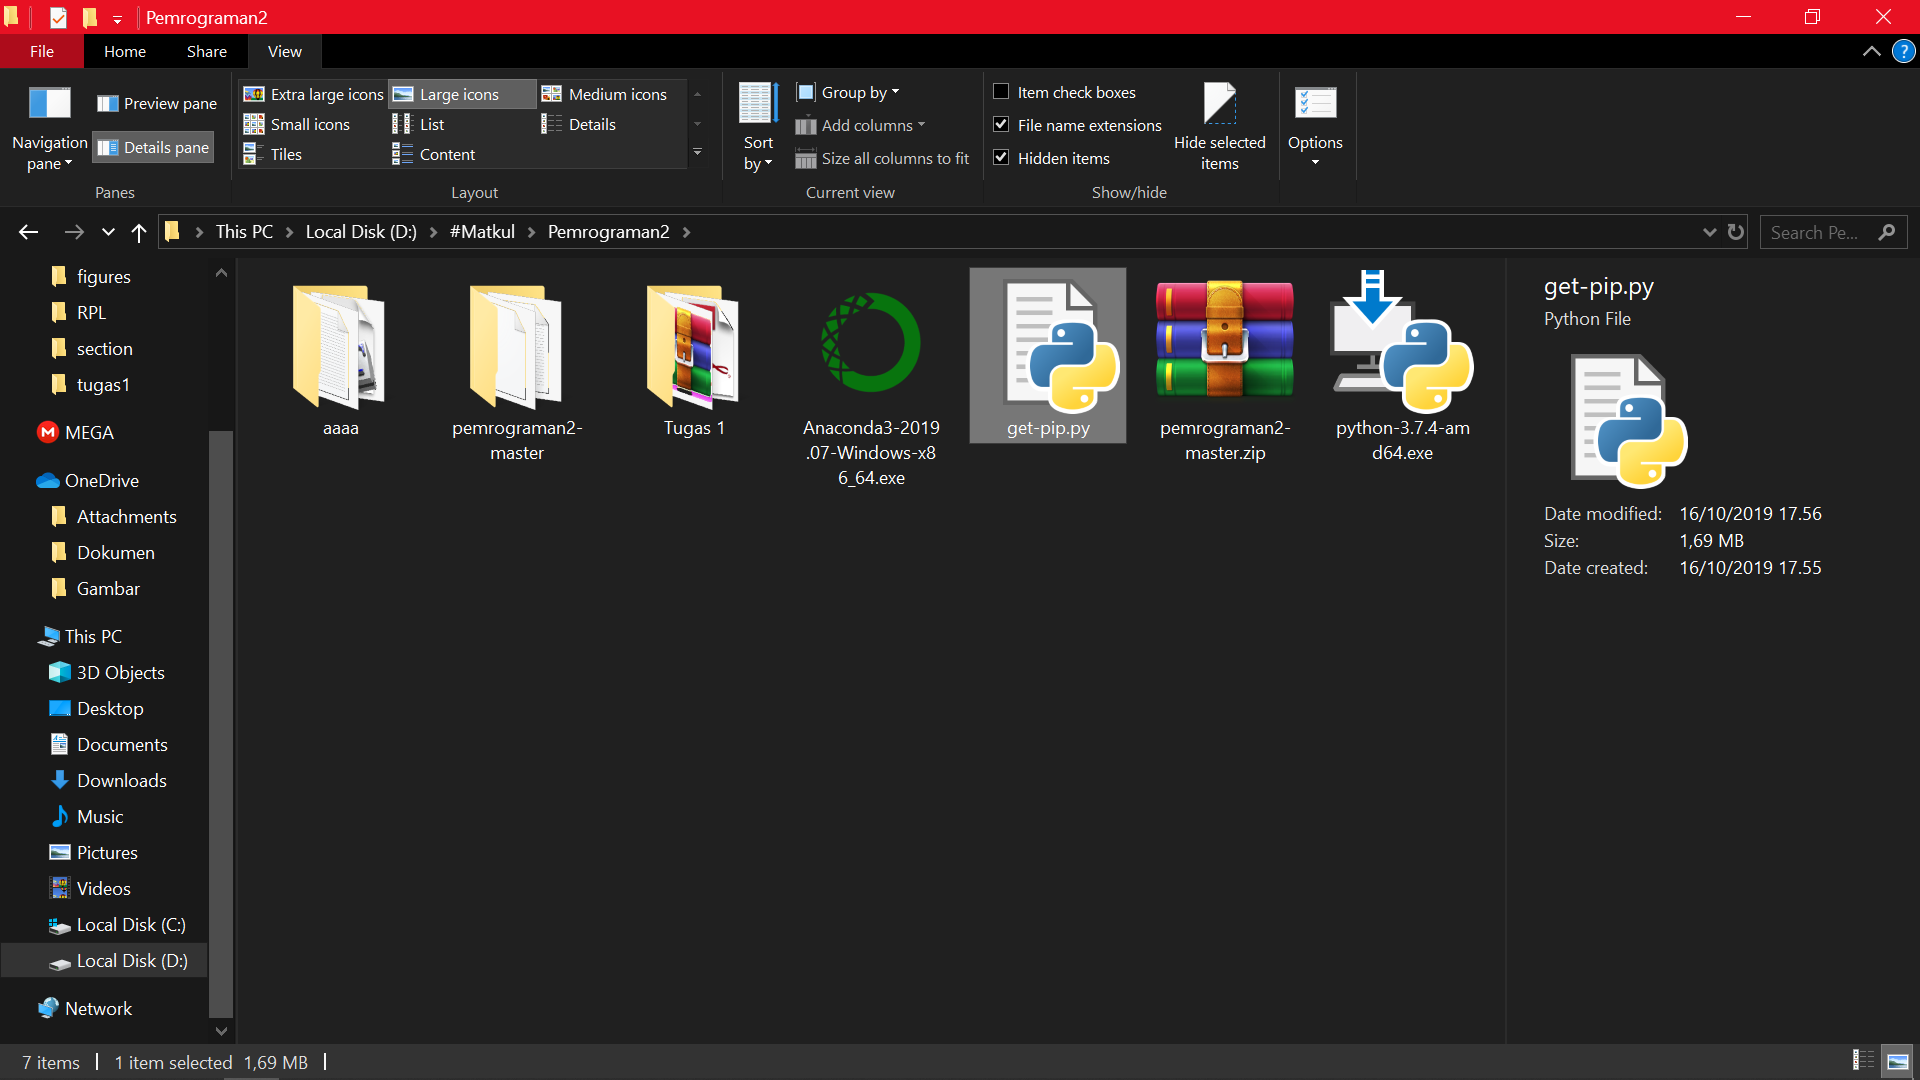 Pemrograman2
File
Home
Share
View
Navigation pane
Preview pane
Details pane
Panes
Extra large icons
Large icons
Medium icons
Small icons
List
Details
Tiles
Content
Layout
Sort by
Group by
Add columns
Size all columns to fit
Current view
Item check boxes
File name extensions
Hidden items
Hide selected items
Show/hide
Options
?
This PC
Local Disk (D:)
#Matkul
Pemrograman2
Search Pe...
figures
RPL
section
tugas1
MEGA
OneDrive
Attachments
Dokumen
Gambar
This PC
3D Objects
Desktop
Documents
Downloads
Music
Pictures
Videos
Local Disk (C:)
Local Disk (D:)
Network
aaaa
pemrograman2-
master
Tugas 1
Anaconda3-2019
.07-Windows-x8
6_64.exe
get-pip.py
pemrograman2-
master.zip
python-3.7.4-am
d64.exe
get-pip.py
Python File
Date modified: 16/10/2019 17.56
Size: 1,69 MB
Date created: 16/10/2019 17.55
7 items
1 item selected 1,69 MB